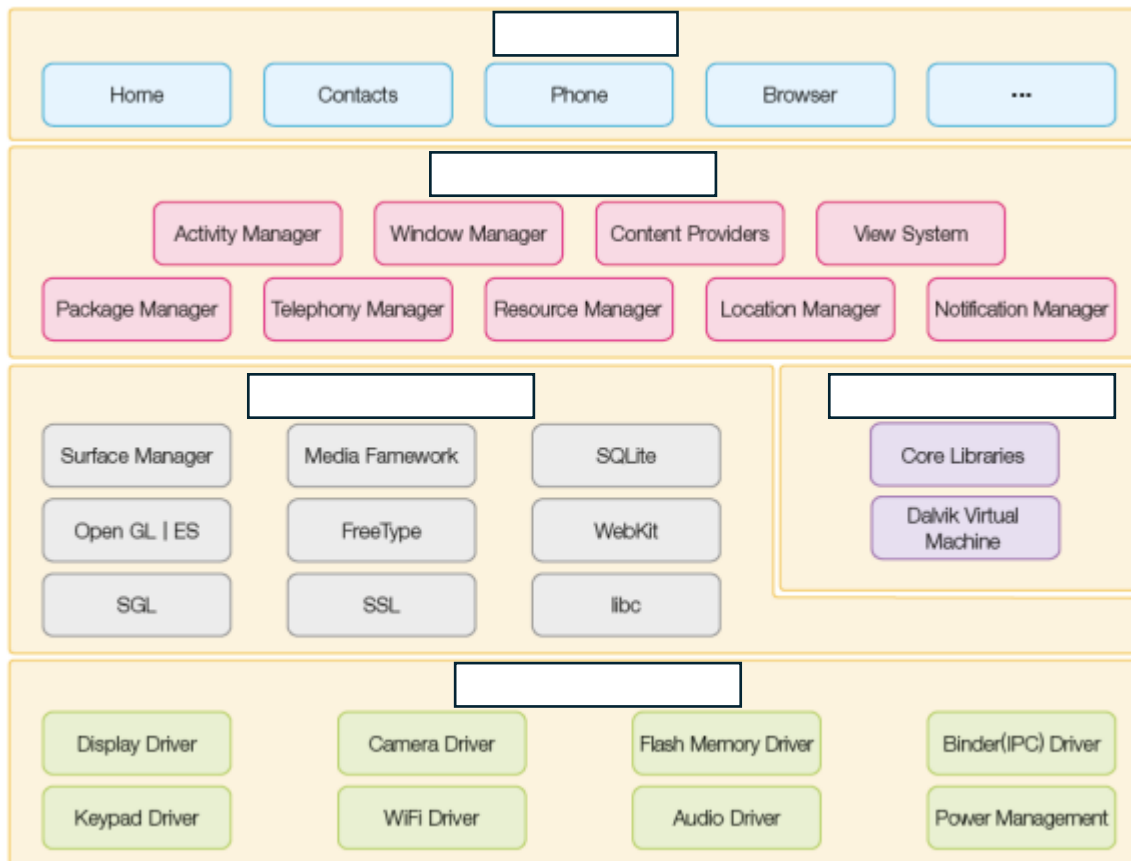 Home
Contacts
Phone
Browser
...
Activity Manager
Window Manager
Content Providers
View System
Package Manager
Telephony Manager
Resource Manager
Location Manager
Notification Manager
Surface Manager
Media Famework
SQLite
Core Libraries
Open GL | ES
FreeType
WebKit
Dalvik Virtual
Machine
SGL
SSL
libc
Display Driver
Camera Driver
Flash Memory Driver
Binder(IPC) Driver
Keypad Driver
WiFi Driver
Audio Driver
Power Management